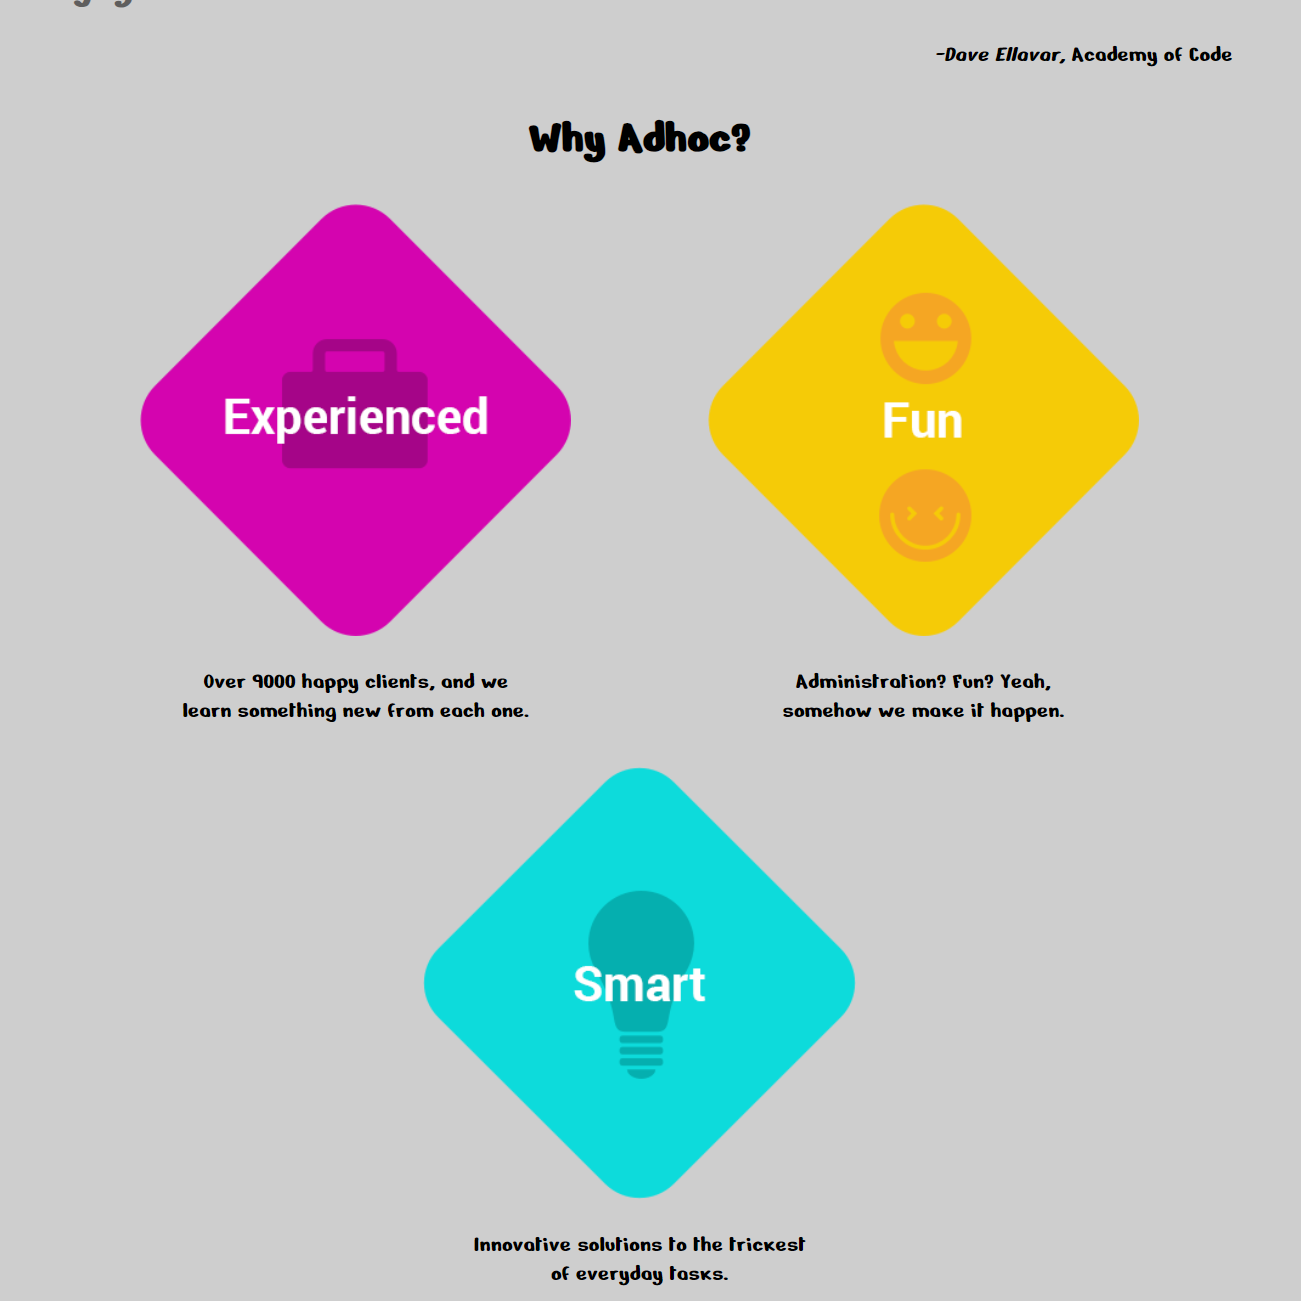 -Dave Ellavar, Academy of Code
Why Adhoc?
Experienced
Fun
Over 9000 happy clients, and we
learn something new from each one.
Administration? Fun? Yeah,
somehow we make it happen.
Smart
Innovative solutions to the trickest
of everyday tasks.